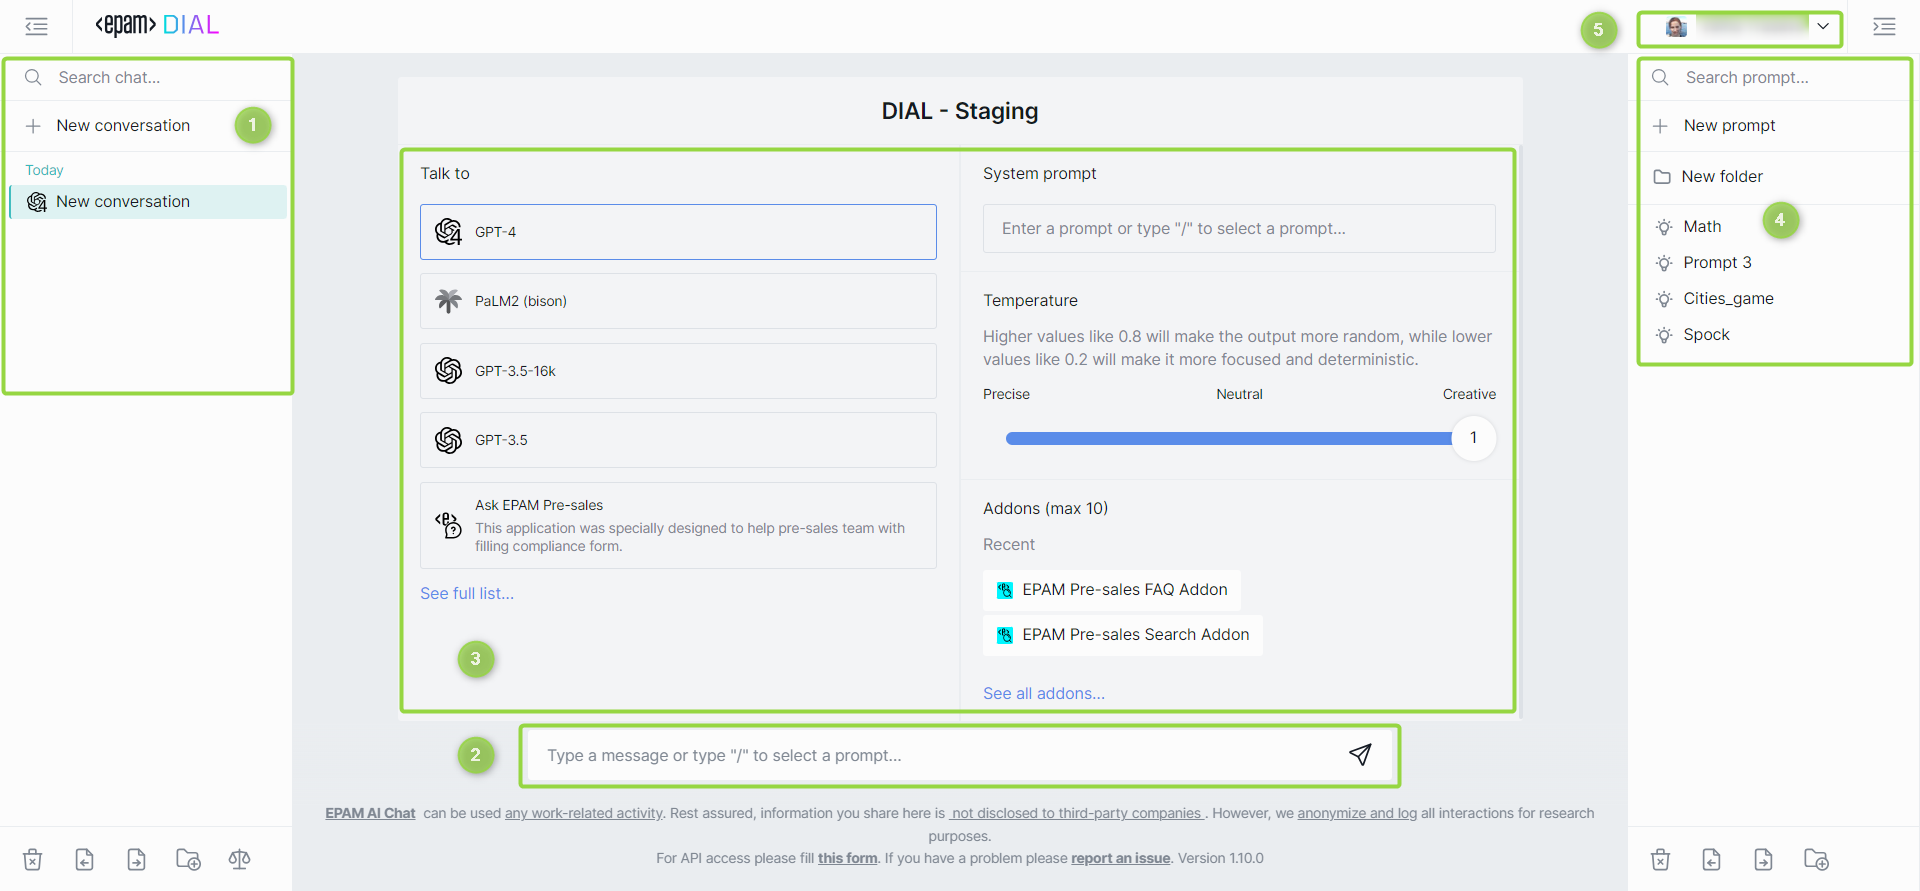 <epam> DIAL
5
Search chat...
New conversation
1
Today
New conversation
DIAL - Staging
Talk to
GPT-4
PaLM2 (bison)
GPT-3.5-16k
GPT-3.5
Ask EPAM Pre-sales
This application was specially designed to help pre-sales team with
filling compliance form.
See full list...
3
System prompt
Enter a prompt or type "/" to select a prompt...
Temperature
Higher values like 0.8 will make the output more random, while lower
values like 0.2 will make it more focused and deterministic.
Precise Neutral Creative
1
Addons (max 10)
Recent
EPAM Pre-sales FAQ Addon
EPAM Pre-sales Search Addon
See all addons...
2
Type a message or type "/" to select a prompt...
EPAM AI Chat can be used any work-related activity. Rest assured, information you share here is not disclosed to third-party companies . However, we anonymize and log all interactions for research
purposes.
For API access please fill this form. If you have a problem please report an issue. Version 1.10.0
Search prompt...
New prompt
New folder
4
Math
Prompt 3
Cities_game
Spock